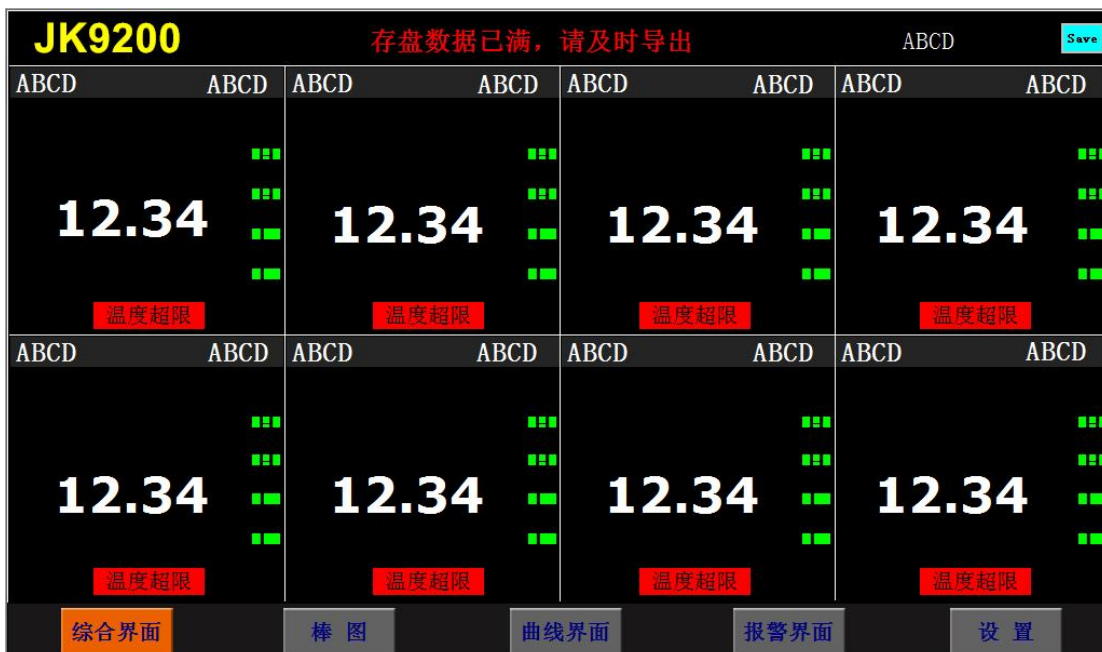 JK9200 存盘数据已满，请及时导出 ABCD Save
ABCD ABCD ABCD ABCD ABCD ABCD ABCD ABCD
12.34 12.34 12.34 12.34
温度超限 温度超限 温度超限 温度超限
ABCD ABCD ABCD ABCD ABCD ABCD ABCD ABCD
12.34 12.34 12.34 12.34
温度超限 温度超限 温度超限 温度超限
综合界面 棒 图 曲线界面 报警界面 设 置